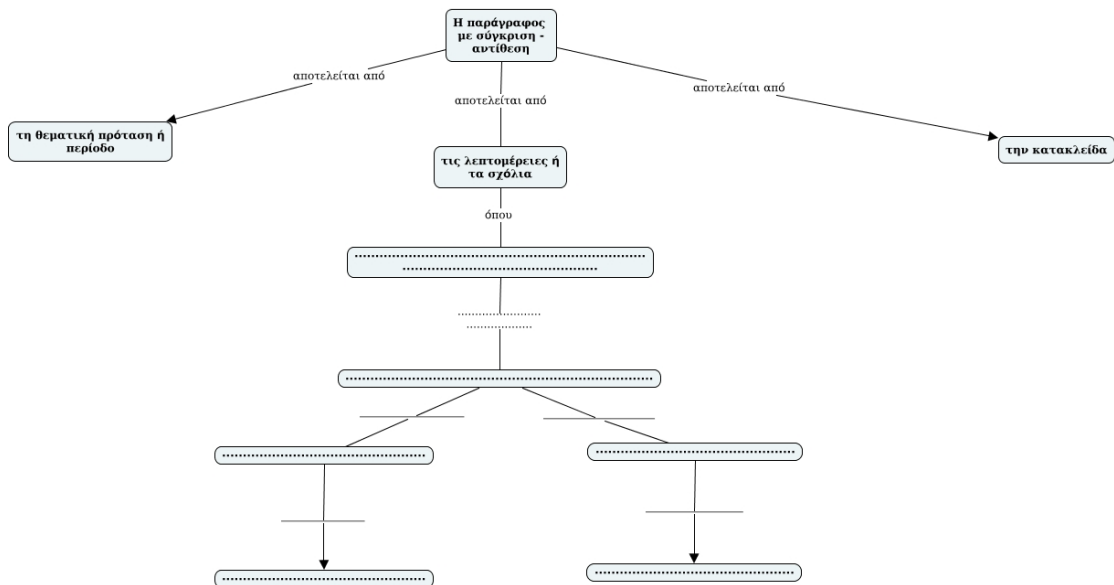 Η παράγραφος
με σύγκριση -
αντίθεση
αποτελείται από
αποτελείται από
αποτελείται από
τη θεματική πρόταση ή
περίοδο
τις λεπτομέρειες ή
τα σχόλια
την κατακλείδα
όπου